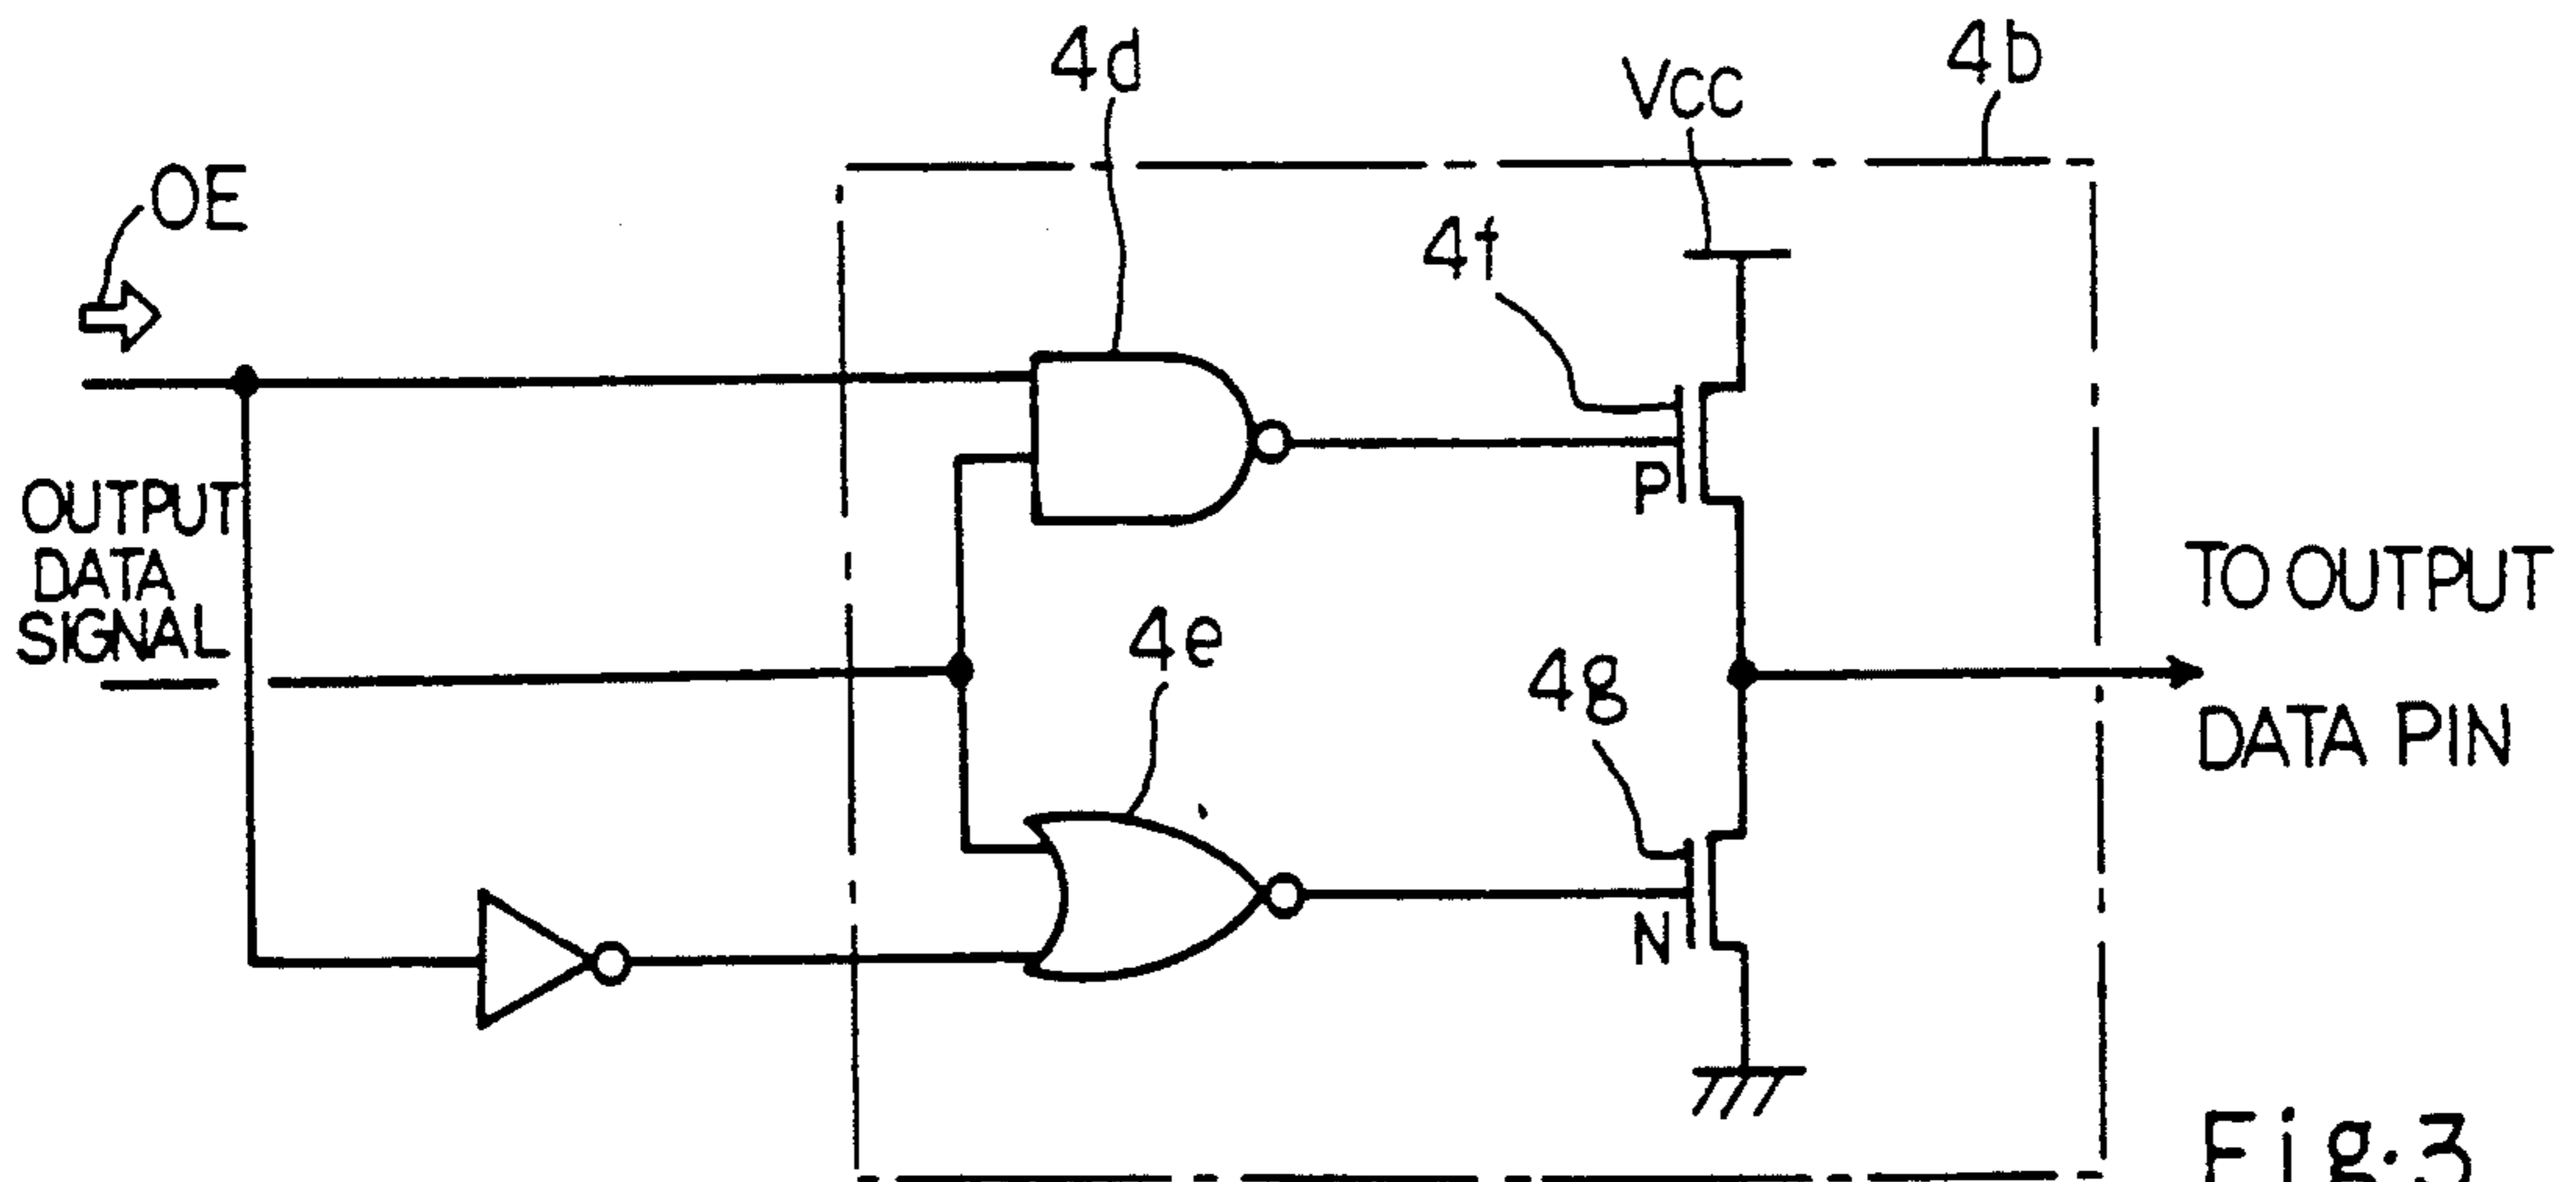 4d
VCC
4b
OE
4f
P
OUTPUT
DATA
SIGNAL
4e
4g
N
TO OUTPUT
DATA PIN
Fig.3